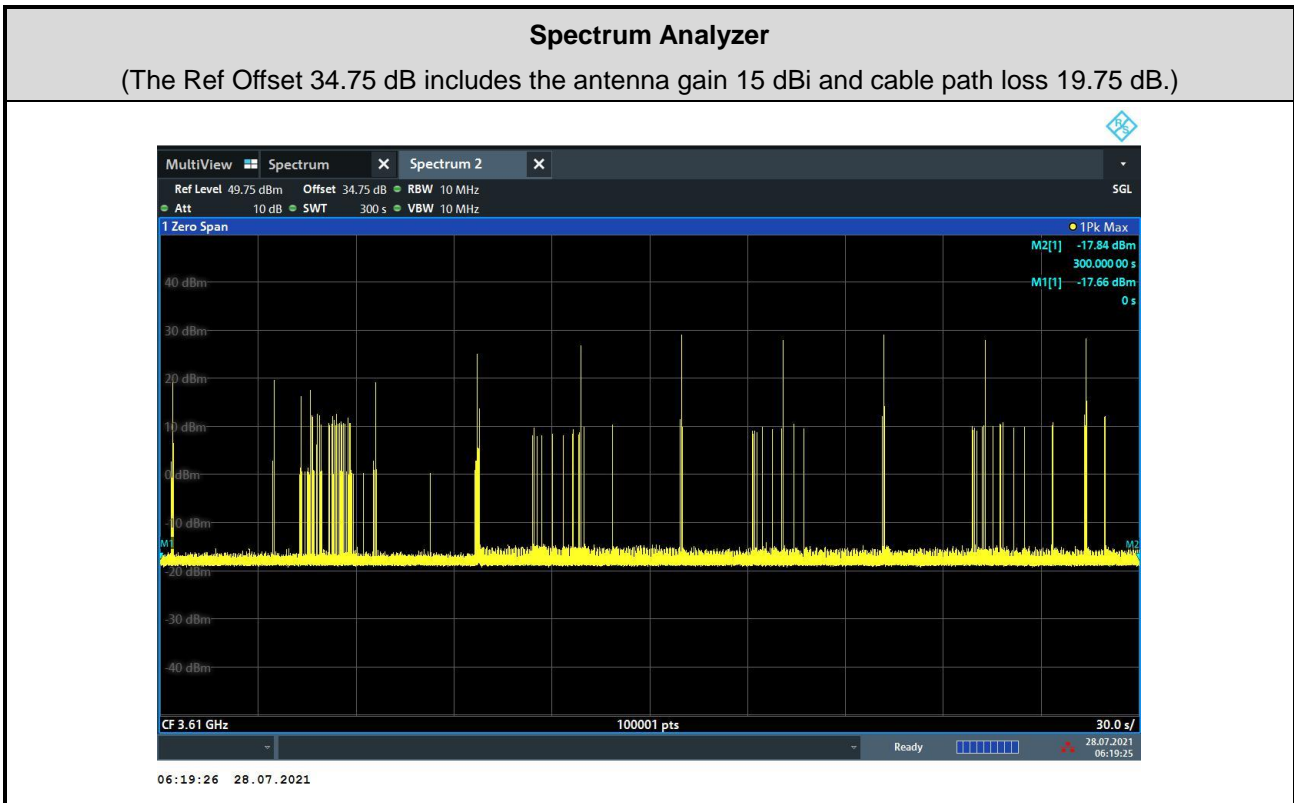 Spectrum Analyzer
(The Ref Offset 34.75 dB includes the antenna gain 15 dBi and cable path loss 19.75 dB.)
R&S
MultiView Spectrum X Spectrum 2 X
Ref Level 49.75 dBm Offset 34.75 dB RBW 10 MHz SGL
Att 10 dB SWT 300 s VBW 10 MHz
1 Zero Span 1Pk Max
M2[1] -17.84 dBm
300.000 00 s
40 dBm M1[1] -17.66 dBm
0 s
30 dBm
20 dBm
10 dBm
0 dBm
-10 dBm
M1 M2
-20 dBm
-30 dBm
-40 dBm
CF 3.61 GHz 100001 pts 30.0 s/
Ready 28.07.2021
06:19:25
06:19:26 28.07.2021